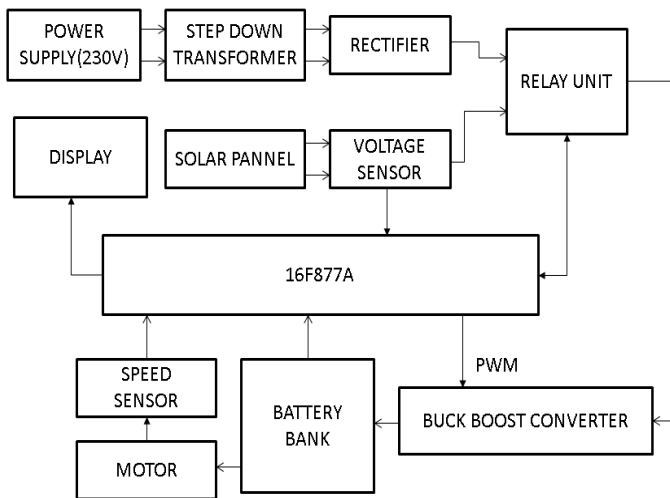 POWER
SUPPLY(230V)
STEP DOWN
TRANSFORMER
RECTIFIER
RELAY UNIT
DISPLAY
SOLAR PANNEL
VOLTAGE
SENSOR
16F877A
SPEED
SENSOR
BATTERY
BANK
PWM
BUCK BOOST CONVERTER
MOTOR